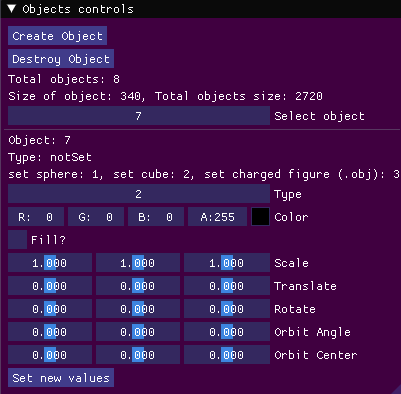 Objects controls
Create Object
Destroy Object
Total objects: 8
Size of object: 340, Total objects size: 2720
7 Select object
Object: 7
Type: notSet
set sphere: 1, set cube: 2, set charged figure (.obj): 3
2 Type
R: 0 G: 0 B: 0 A:255 Color
Fill?
1.000 1.000 1.000 Scale
0.000 0.000 0.000 Translate
0.000 0.000 0.000 Rotate
0.000 0.000 0.000 Orbit Angle
0.000 0.000 0.000 Orbit Center
Set new values